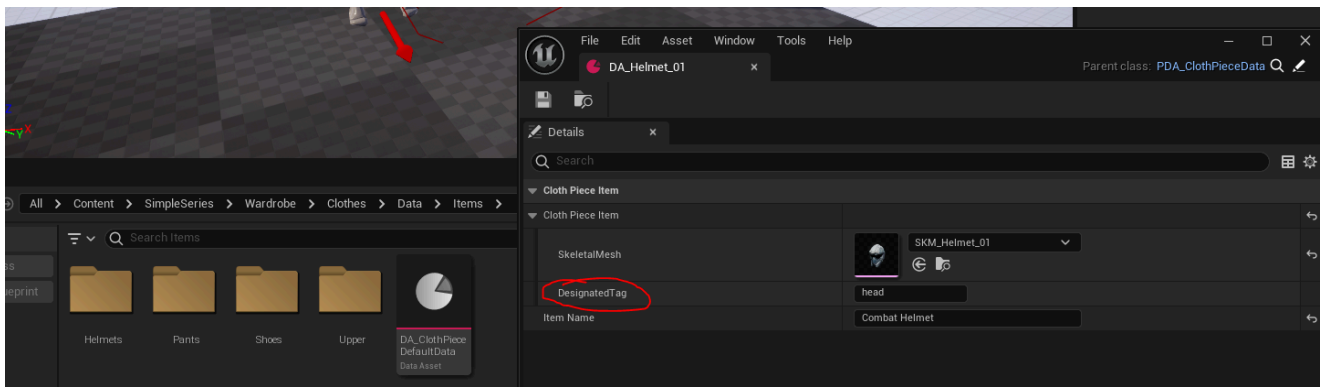 File Edit Asset Window Tools Help
DA_Helmet_01
Parent class: PDA_ClothPieceData
Details
Search
Cloth Piece Item
Cloth Piece Item
SkeletalMesh
SKM_Helmet_01
DesignatedTag
head
Item Name
Combat Helmet
Y X
All > Content > SimpleSeries > Wardrobe > Clothes > Data > Items >
Search Items
Helmets
Pants
Shoes
Upper
DA_ClothPiece
DefaultData
Data Asset